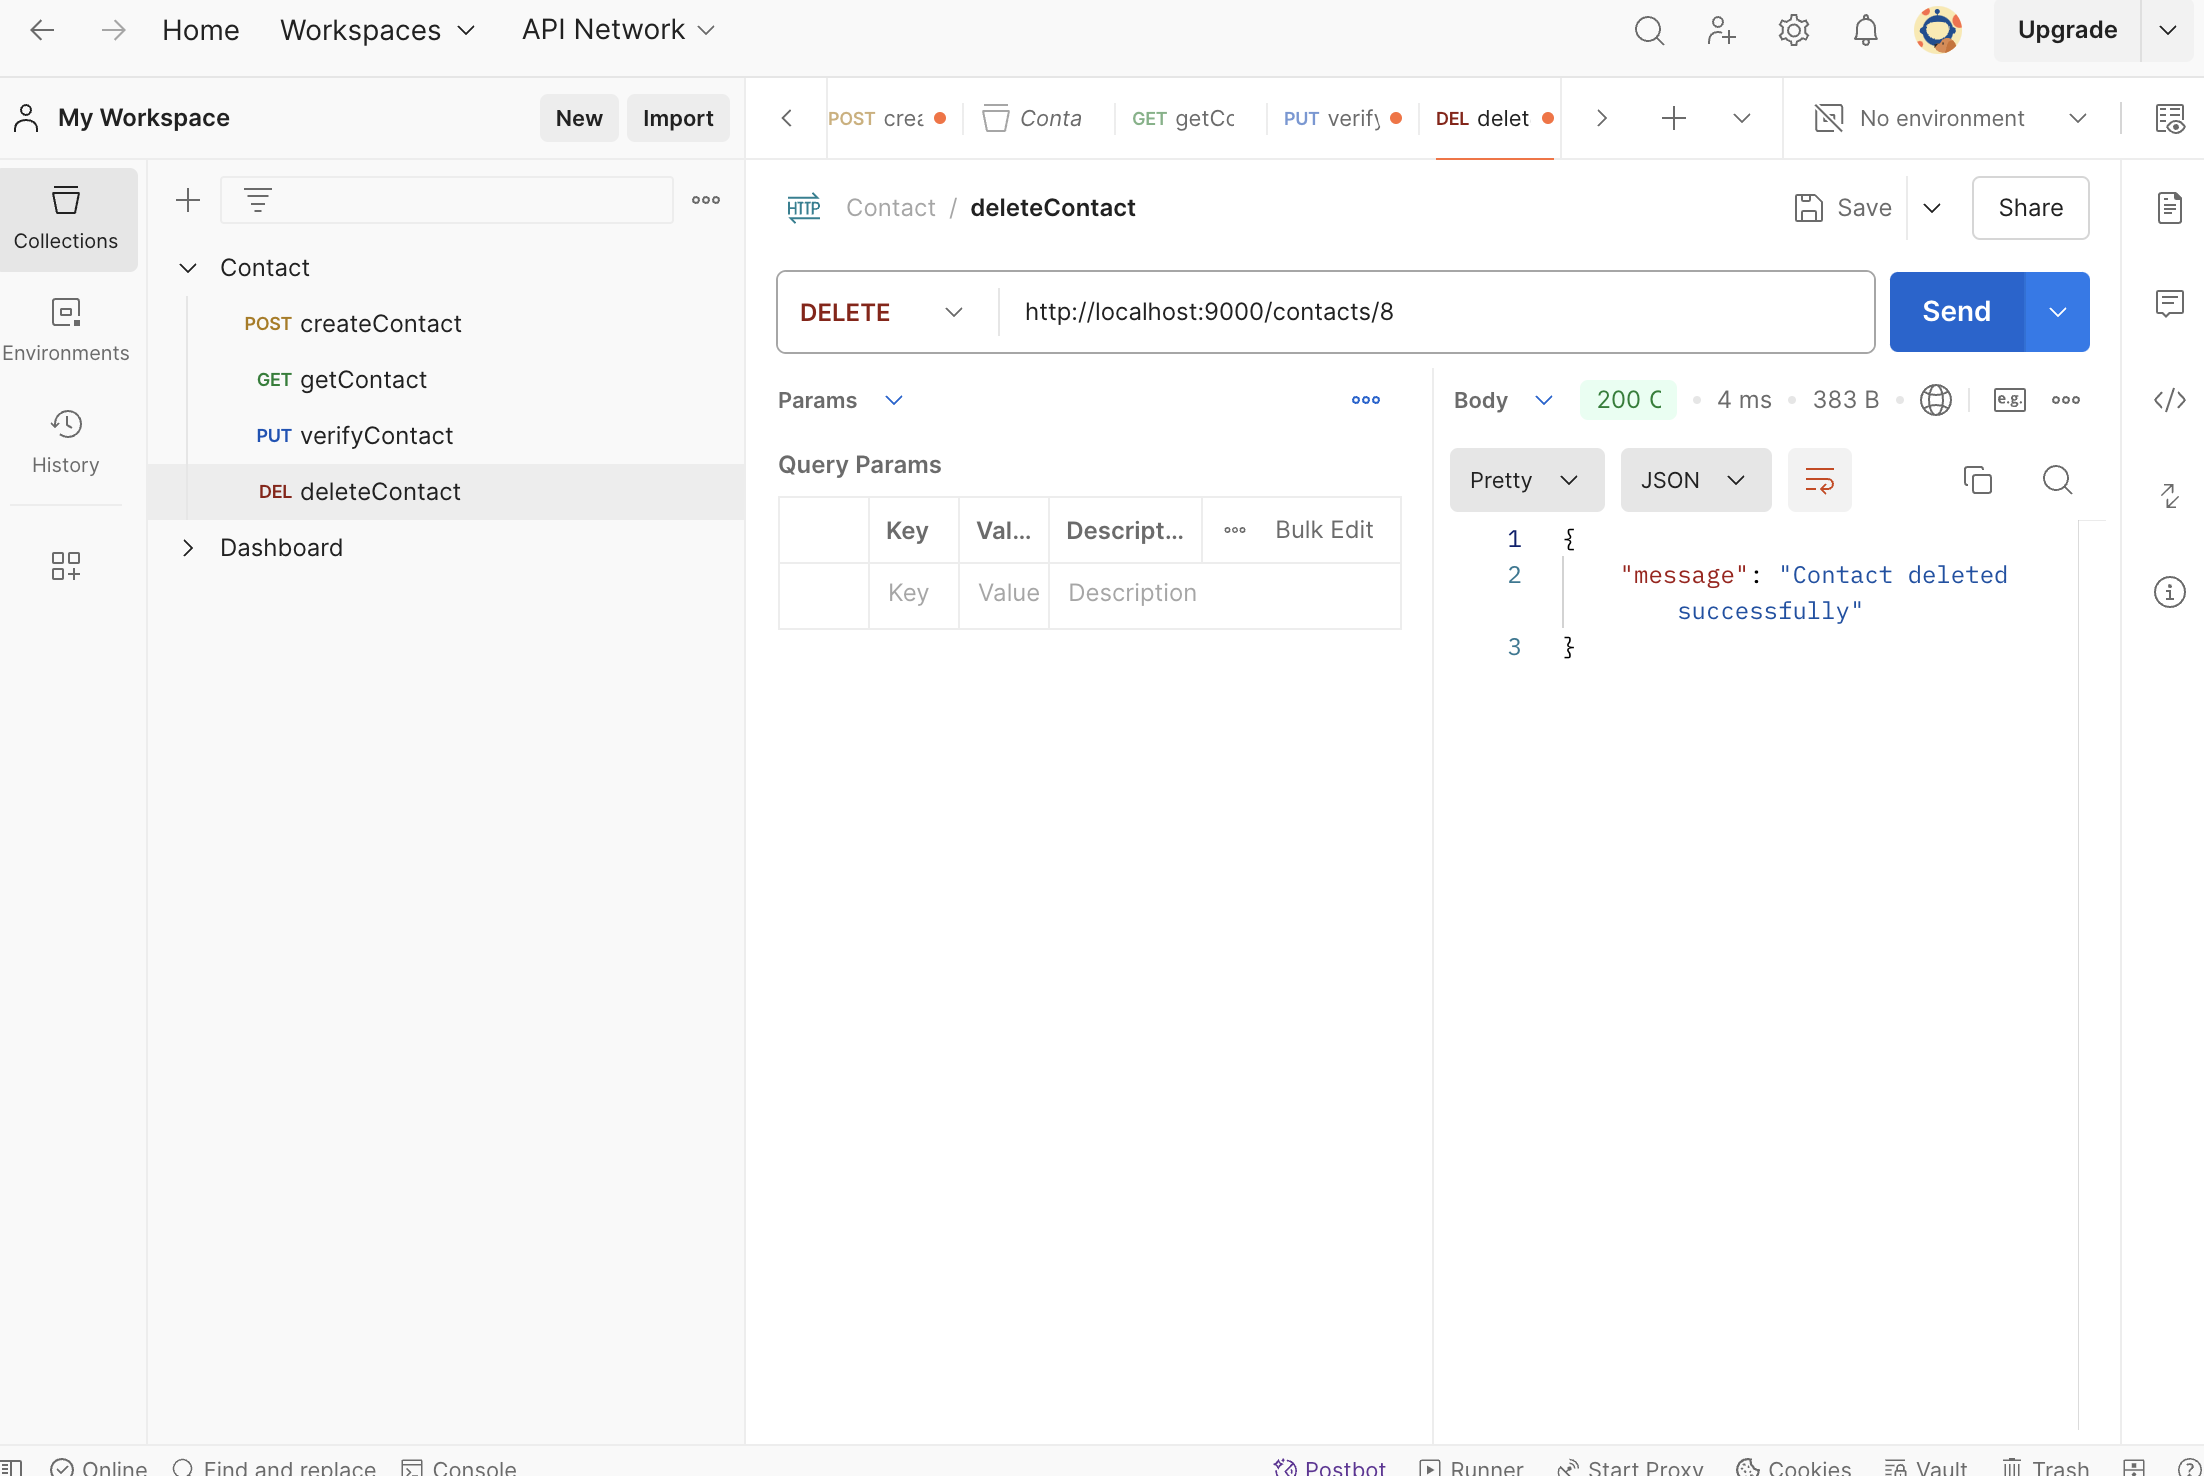 Home Workspaces API Network Upgrade
My Workspace New Import
POST crea Conta GET getCo PUT verify DEL delet No environment
Collections
Environments
History
Contact
POST createContact
GET getContact
PUT verifyContact
DEL deleteContact
Dashboard
HTTP Contact / deleteContact Save Share
DELETE http://localhost:9000/contacts/8 Send
Params
Query Params
Key Val... Descript... Bulk Edit
Key Value Description
Body 200 4 ms 383 B e.g.
Pretty JSON
1 {
2 "message": "Contact deleted
successfully"
3 }
Online Find and replace Console Postbot Runner Start Proxy Cookies Vault Trash